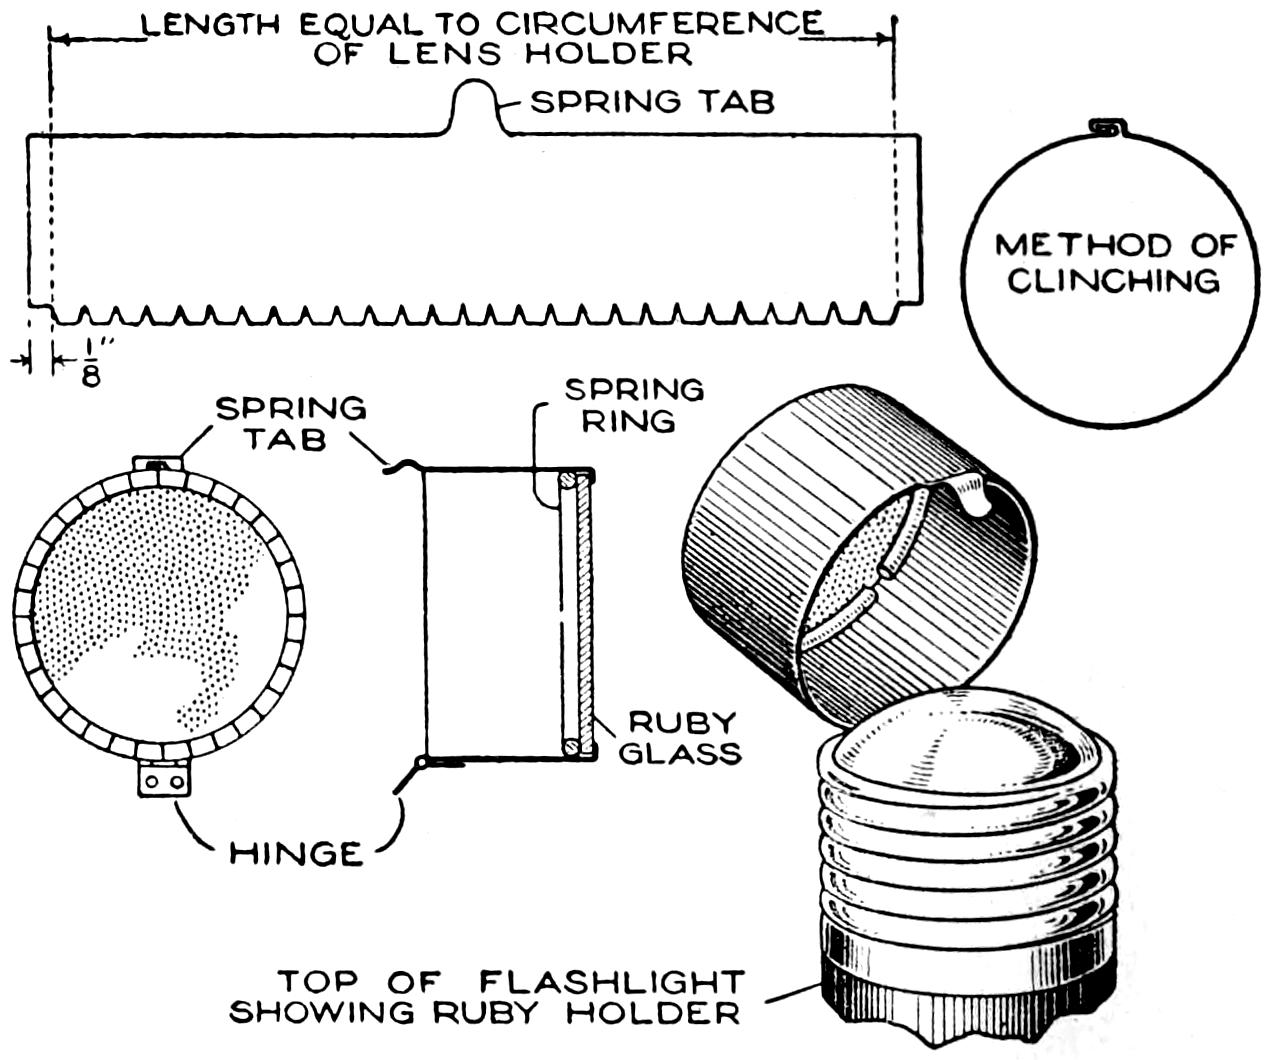 LENGTH EQUAL TO CIRCUMFERENCE
OF LENS HOLDER
SPRING TAB
METHOD OF
CLINCHING
1/8"
SPRING
TAB
SPRING
RING
RUBY
GLASS
HINGE
TOP OF FLASHLIGHT
SHOWING RUBY HOLDER